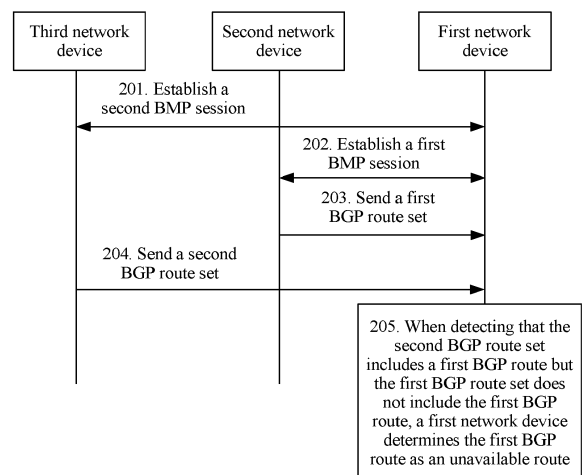 Third network
device
Second network
device
First network
device
201. Establish a
second BMP session
202. Establish a first
BMP session
203. Send a first
BGP route set
204. Send a second
BGP route set
205. When detecting that the
second BGP route set
includes a first BGP route but
the first BGP route set does
not include the first BGP
route, a first network device
determines the first BGP
route as an unavailable route